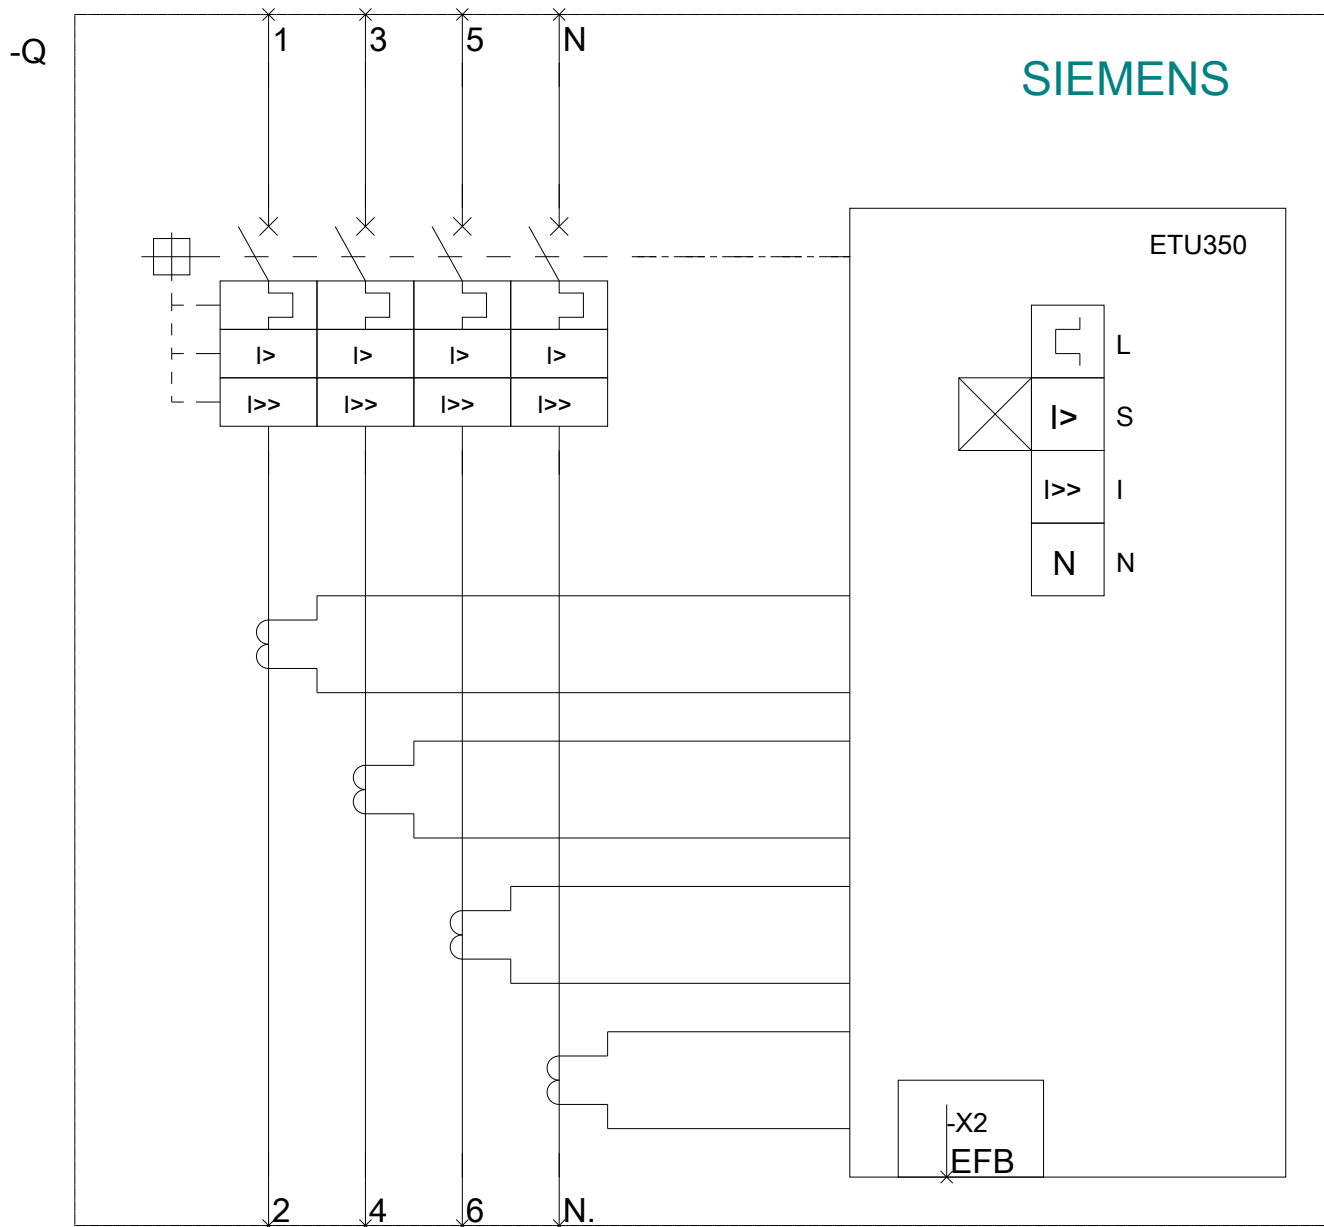 1 3 5 N
-Q
SIEMENS
ETU350
L
I> I> I> I>
I>> I>> I>> I>>
I> S
I>> I
N N
-X2
EFB
2 4 6 N.